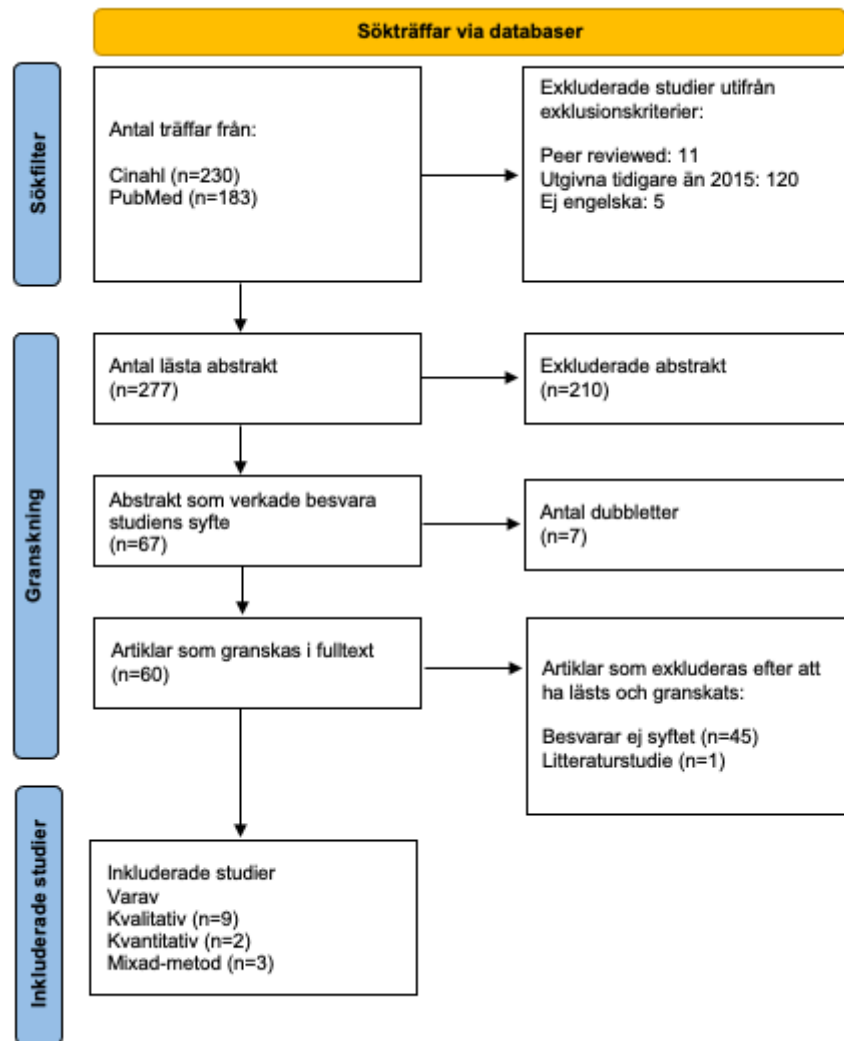 Sökträffar via databaser
Sökfilter
Antal träffar från:
Cinahl (n=230)
PubMed (n=183)
Exkluderade studier utifrån
exklusionskriterier:
Peer reviewed: 11
Utgivna tidigare än 2015: 120
Ej engelska: 5
Granskning
Antal lästa abstrakt
(n=277)
Exkluderade abstrakt
(n=210)
Abstrakt som verkade besvara
studiens syfte
(n=67)
Antal dubbletter
(n=7)
Artiklar som granskas i fulltext
(n=60)
Artiklar som exkluderas efter att
ha lästs och granskats:
Besvarar ej syftet (n=45)
Litteraturstudie (n=1)
Inkluderade studier
Inkluderade studier
Varav
Kvalitativ (n=9)
Kvantitativ (n=2)
Mixad-metod (n=3)